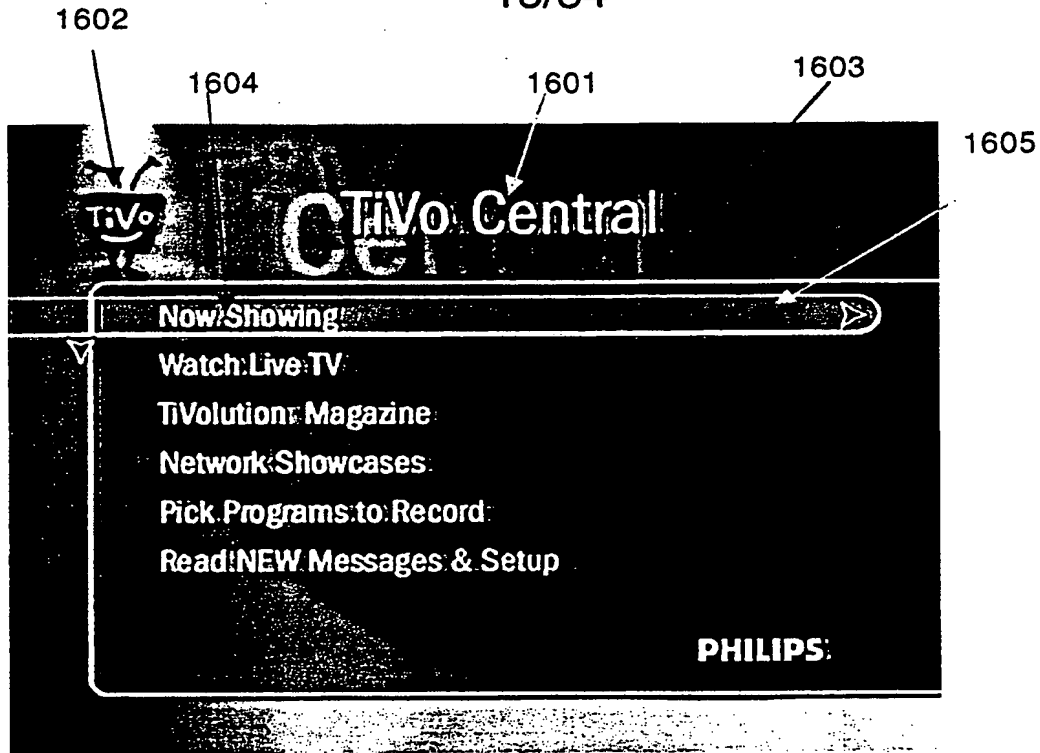 1602
1604
1601
1603
1605
TiVo
TiVo Central
Now Showing
Watch Live TV
TiVolution Magazine
Network Showcases
Pick Programs to Record
Read NEW Messages & Setup
PHILIPS